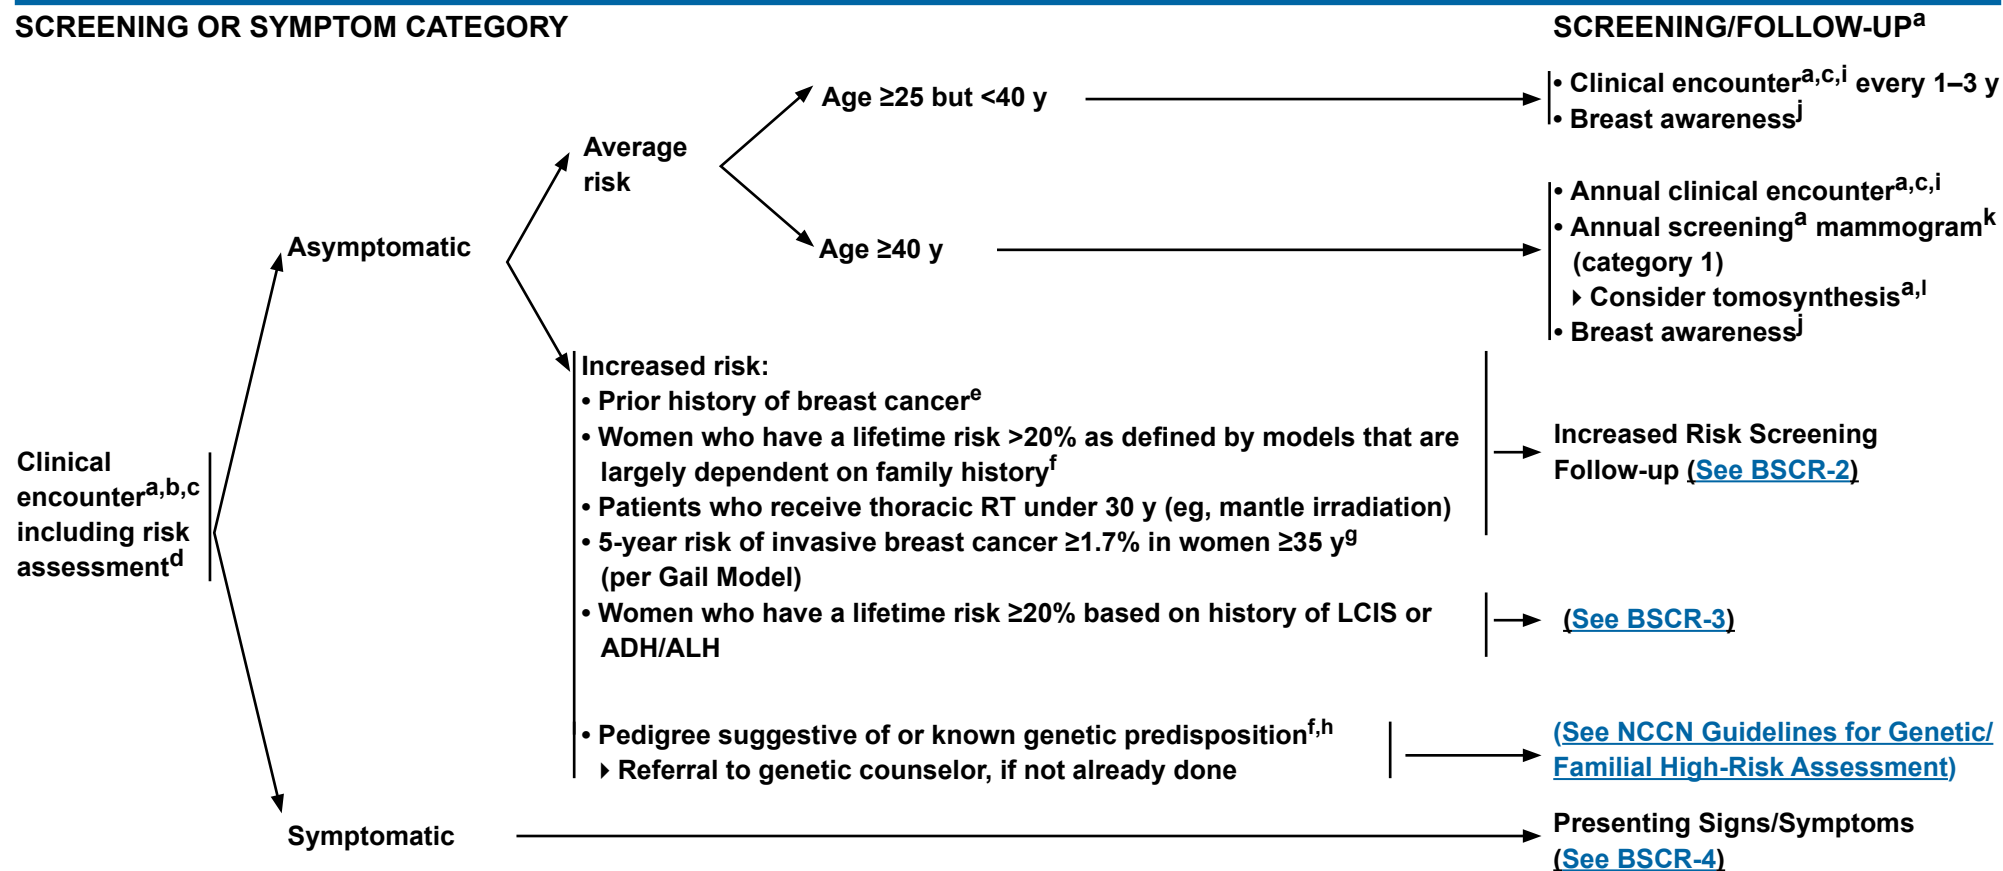 SCREENING OR SYMPTOM CATEGORY
SCREENING/FOLLOW-UPa
Clinical
encountera,b,c
including risk
assessmentd
Asymptomatic
Average
risk
Age ≥25 but <40 y
• Clinical encountera,c,i every 1–3 y
• Breast awarenessj
Age ≥40 y
• Annual clinical encountera,c,i
• Annual screeninga mammogramk
(category 1)
▸ Consider tomosynthesisa,l
• Breast awarenessj
Increased risk:
• Prior history of breast cancere
• Women who have a lifetime risk >20% as defined by models that are
largely dependent on family historyf
• Patients who receive thoracic RT under 30 y (eg, mantle irradiation)
• 5-year risk of invasive breast cancer ≥1.7% in women ≥35 yg
(per Gail Model)
Increased Risk Screening
Follow-up (See BSCR-2)
• Women who have a lifetime risk ≥20% based on history of LCIS or
ADH/ALH
(See BSCR-3)
• Pedigree suggestive of or known genetic predispositionf,h
▸ Referral to genetic counselor, if not already done
(See NCCN Guidelines for Genetic/
Familial High-Risk Assessment)
Symptomatic
Presenting Signs/Symptoms
(See BSCR-4)